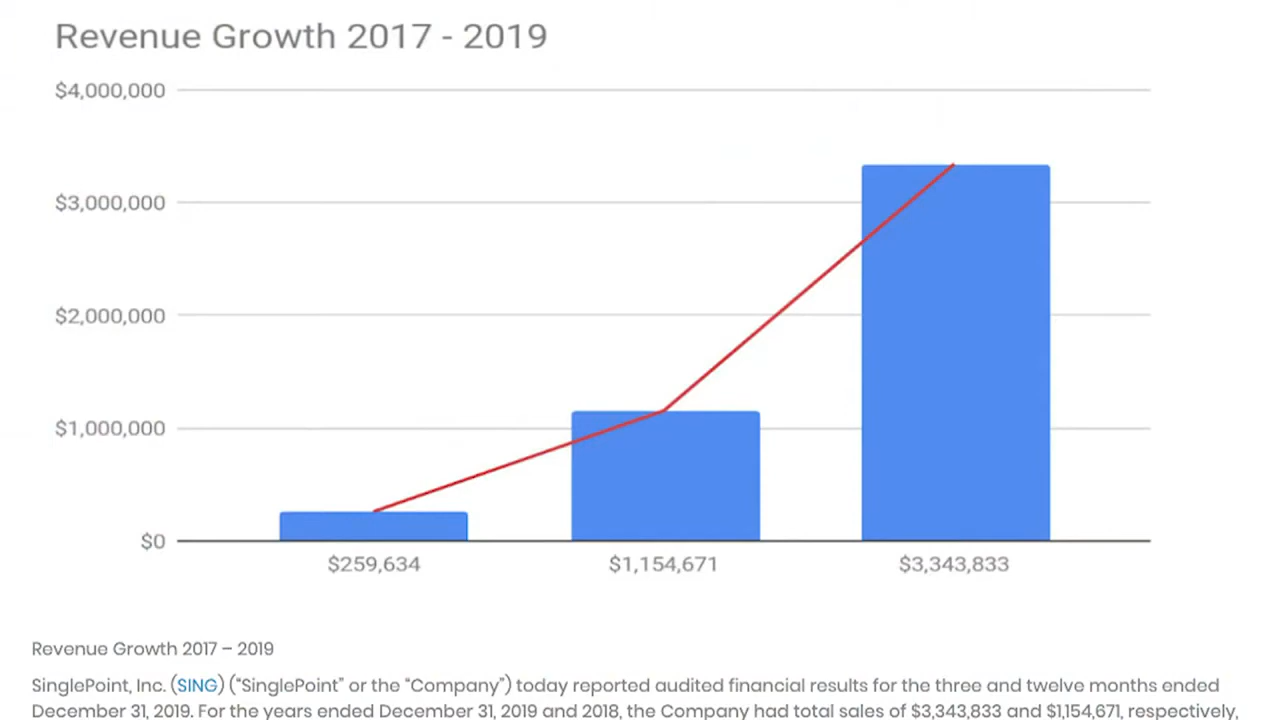 Revenue Growth 2017 - 2019
$4,000,000
$3,000,000
$2,000,000
$1,000,000
$0
$259,634 $1,154,671 $3,343,833
Revenue Growth 2017 – 2019
SinglePoint, Inc. (SING) (“SinglePoint” or the “Company”) today reported audited financial results for the three and twelve months ended
December 31, 2019. For the years ended December 31, 2019 and 2018, the Company had total sales of $3,343,833 and $1,154,671, respectively,